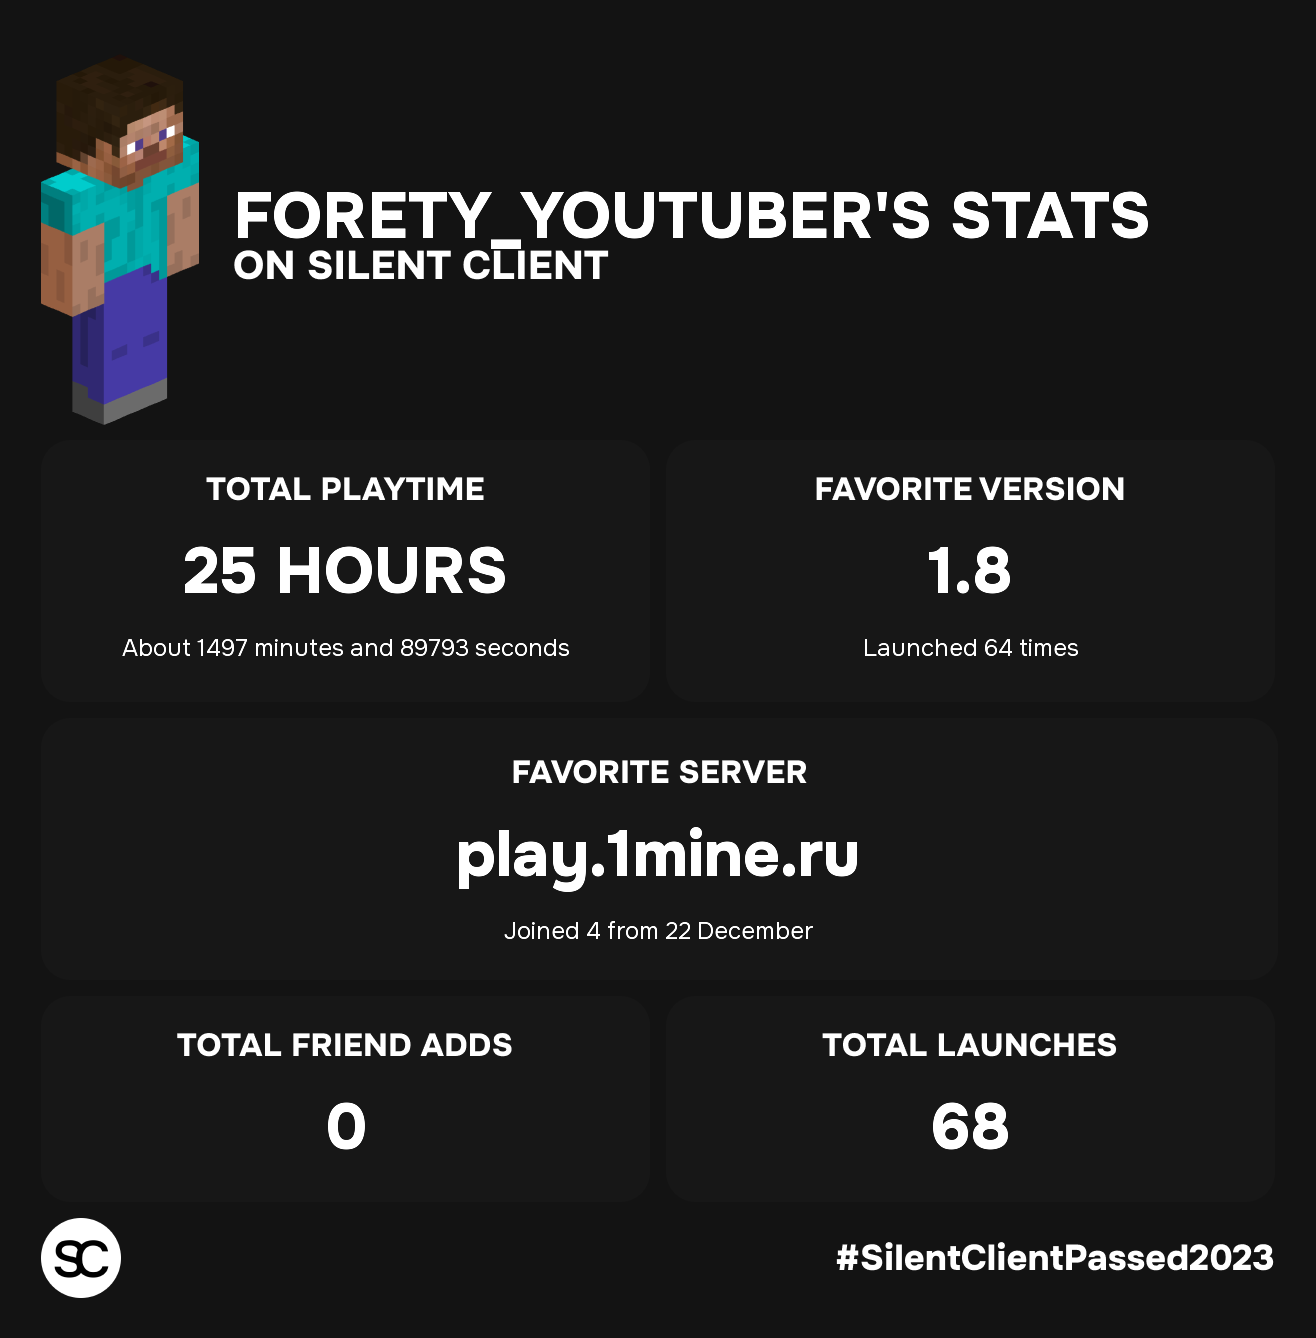 FORETY_YOUTUBER'S STATS
ON SILENT CLIENT
TOTAL PLAYTIME
25 HOURS
About 1497 minutes and 89793 seconds
FAVORITE VERSION
1.8
Launched 64 times
FAVORITE SERVER
play.1mine.ru
Joined 4 from 22 December
TOTAL FRIEND ADDS
0
TOTAL LAUNCHES
68
SC
#SilentClientPassed2023